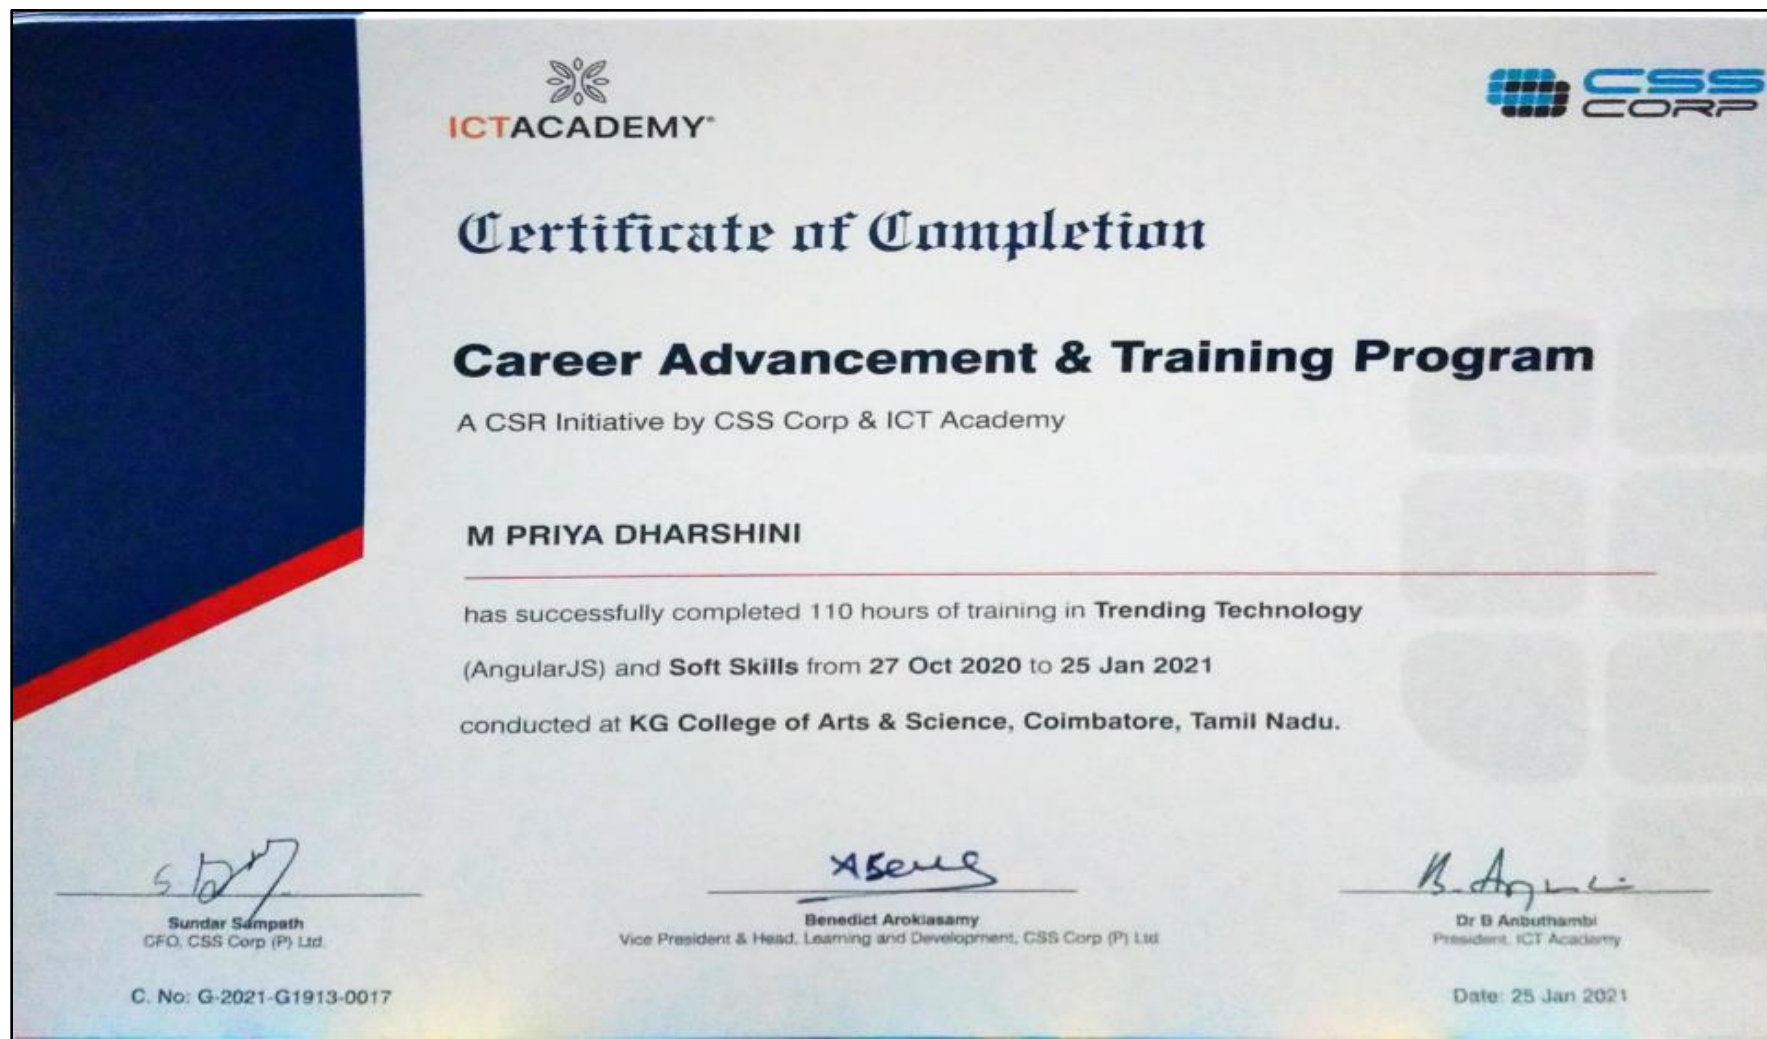 ICTACADEMY®
CSS
CORP
Certificate of Completion
Career Advancement & Training Program
A CSR Initiative by CSS Corp & ICT Academy
M PRIYA DHARSHINI
has successfully completed 110 hours of training in Trending Technology
(AngularJS) and Soft Skills from 27 Oct 2020 to 25 Jan 2021
conducted at KG College of Arts & Science, Coimbatore, Tamil Nadu.
Sundar Sampath
CFO, CSS Corp (P) Ltd.
Benedict Arokiasamy
Vice President & Head, Learning and Development, CSS Corp (P) Ltd
Dr B Anbuthambi
President, ICT Academy
C. No: G-2021-G1913-0017
Date: 25 Jan 2021